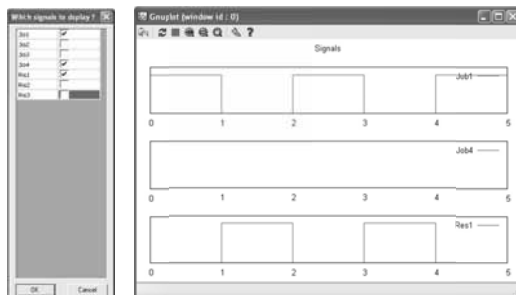 Which signals to display ?
Job1
Job2
Job3
Job4
Res1
Res2
Res3
OK
Cancel
Gnuplot (window id : 0)
Signals
Job1
0 1 2 3 4 5
Job4
0 1 2 3 4 5
Res1
0 1 2 3 4 5